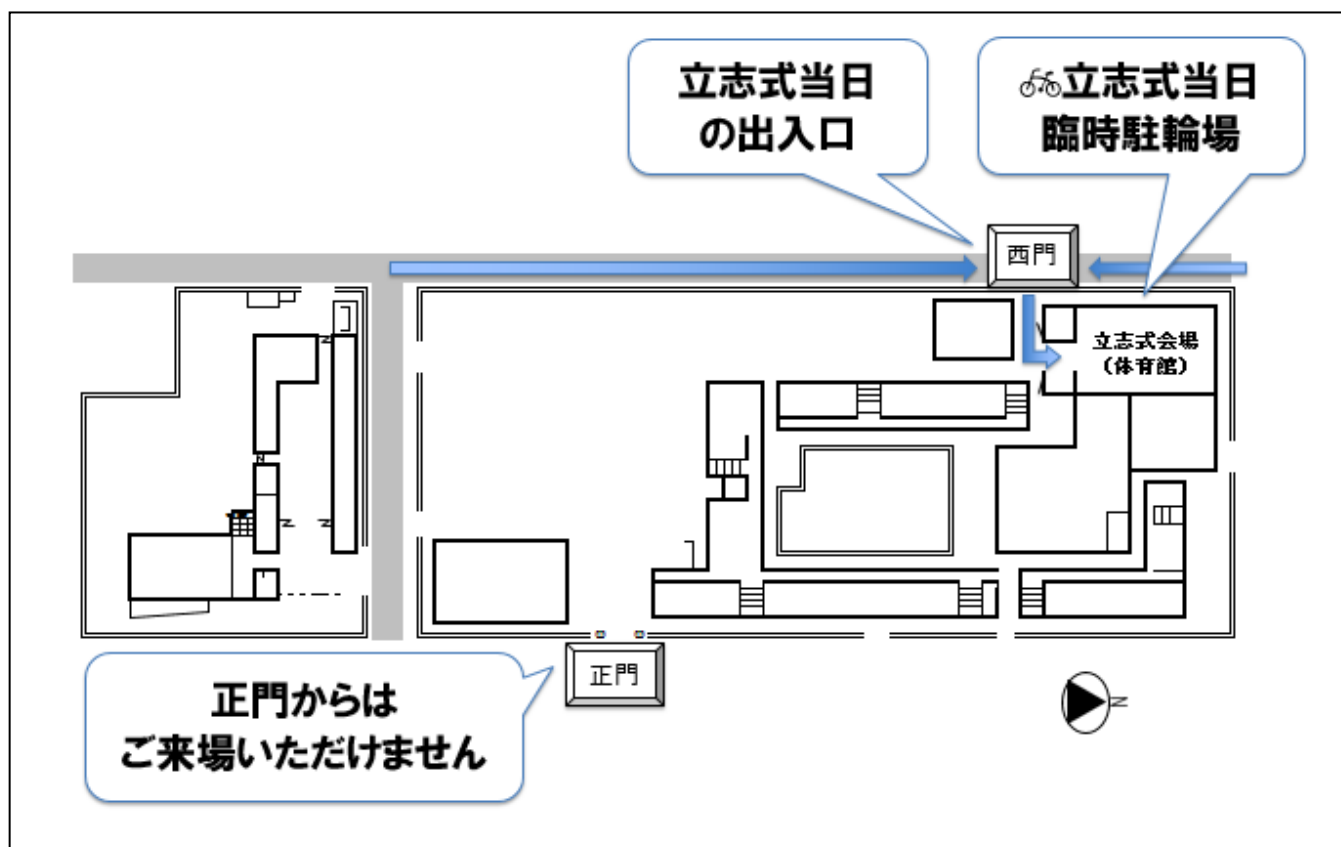 立志式当日
の出入口
立志式当日
臨時駐輪場
西門
立志式会場
(体育館)
正門
正門からは
ご来場いただけません
N